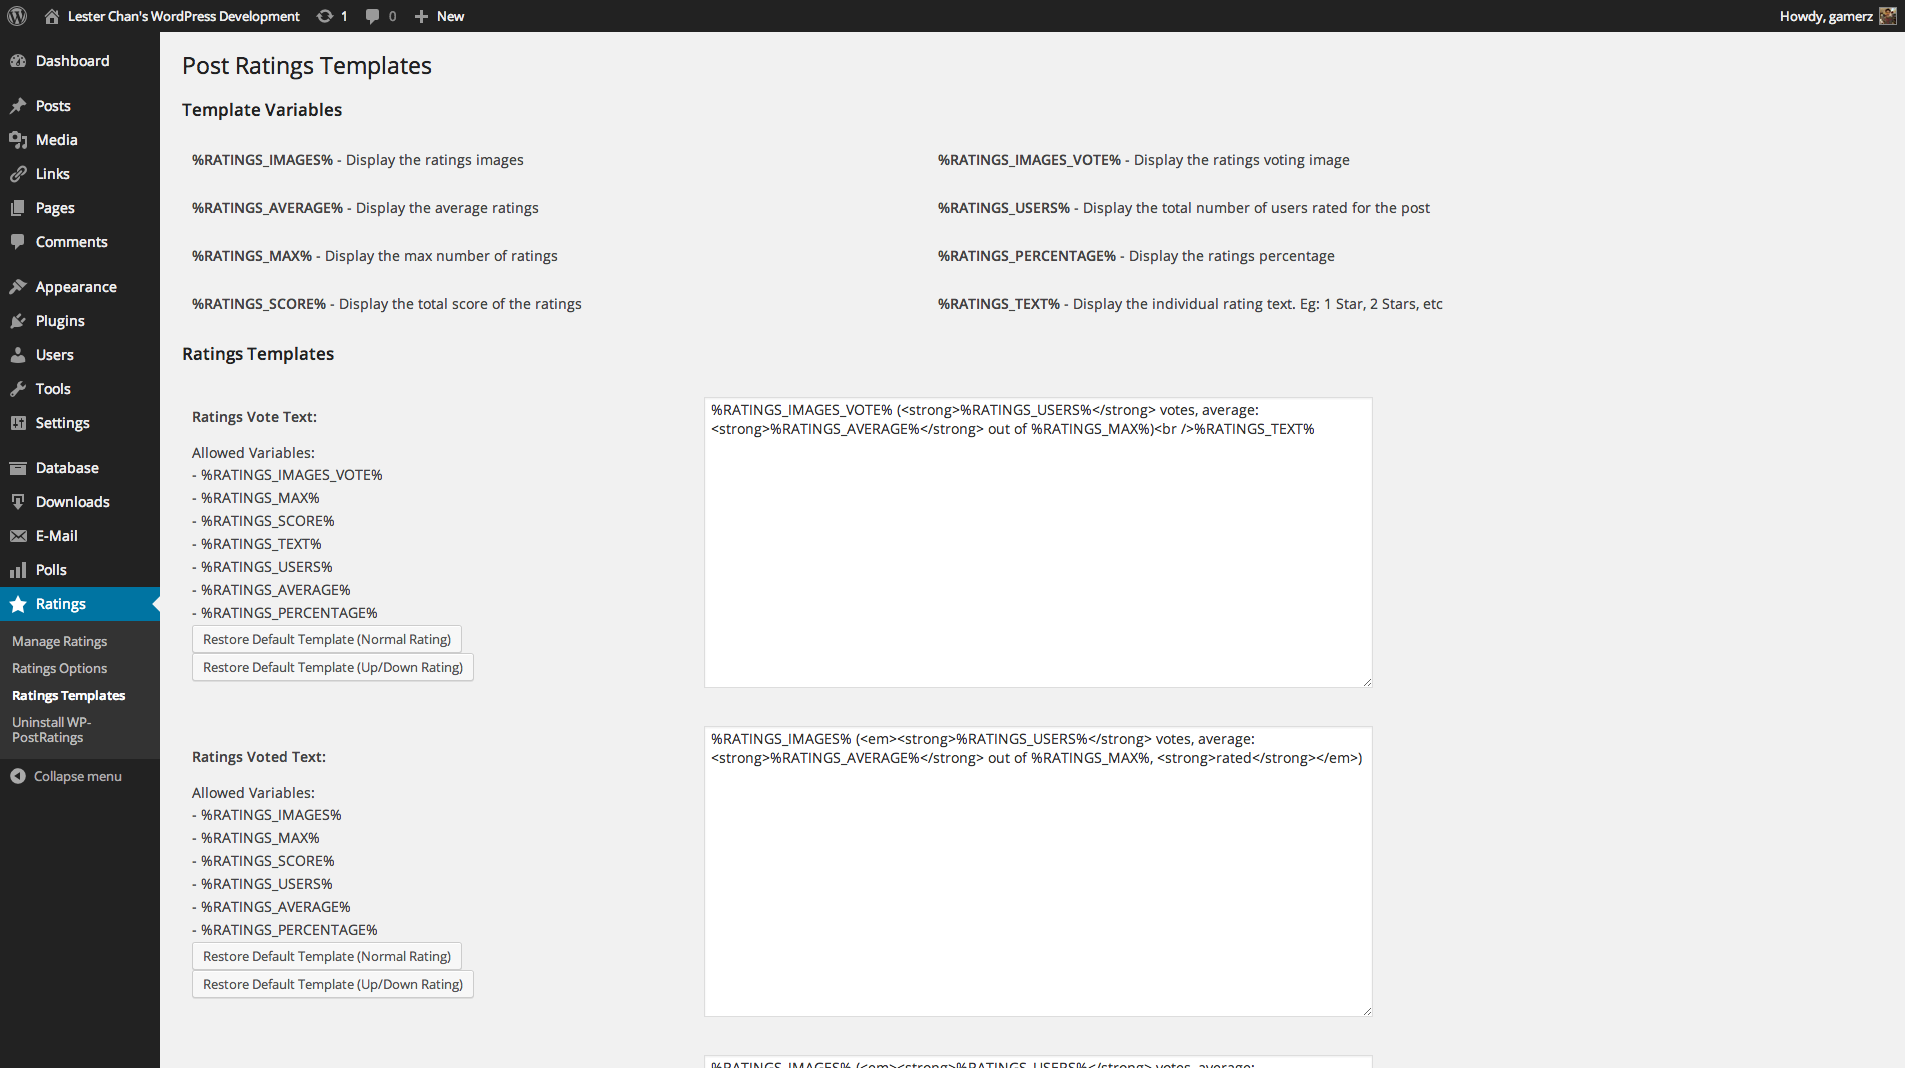 Lester Chan's WordPress Development 1 0 New Howdy, gamerz
Dashboard
Posts
Media
Links
Pages
Comments
Appearance
Plugins
Users
Tools
Settings
Database
Downloads
E-Mail
Polls
Ratings
Manage Ratings
Ratings Options
Ratings Templates
Uninstall WP-
PostRatings
Collapse menu
Post Ratings Templates
Template Variables
%RATINGS_IMAGES% - Display the ratings images
%RATINGS_IMAGES_VOTE% - Display the ratings voting image
%RATINGS_AVERAGE% - Display the average ratings
%RATINGS_USERS% - Display the total number of users rated for the post
%RATINGS_MAX% - Display the max number of ratings
%RATINGS_PERCENTAGE% - Display the ratings percentage
%RATINGS_SCORE% - Display the total score of the ratings
%RATINGS_TEXT% - Display the individual rating text. Eg: 1 Star, 2 Stars, etc
Ratings Templates
Ratings Vote Text:
Allowed Variables:
- %RATINGS_IMAGES_VOTE%
- %RATINGS_MAX%
- %RATINGS_SCORE%
- %RATINGS_TEXT%
- %RATINGS_USERS%
- %RATINGS_AVERAGE%
- %RATINGS_PERCENTAGE%
Restore Default Template (Normal Rating)
Restore Default Template (Up/Down Rating)
%RATINGS_IMAGES_VOTE% (<strong>%RATINGS_USERS%</strong> votes, average:
<strong>%RATINGS_AVERAGE%</strong> out of %RATINGS_MAX%)<br />%RATINGS_TEXT%
Ratings Voted Text:
Allowed Variables:
- %RATINGS_IMAGES%
- %RATINGS_MAX%
- %RATINGS_SCORE%
- %RATINGS_USERS%
- %RATINGS_AVERAGE%
- %RATINGS_PERCENTAGE%
Restore Default Template (Normal Rating)
Restore Default Template (Up/Down Rating)
%RATINGS_IMAGES% (<em><strong>%RATINGS_USERS%</strong> votes, average:
<strong>%RATINGS_AVERAGE%</strong> out of %RATINGS_MAX%, <strong>rated</strong></em>)
%RATINGS_IMAGES% (<em><strong>%RATINGS_USERS%</strong> votes, average: